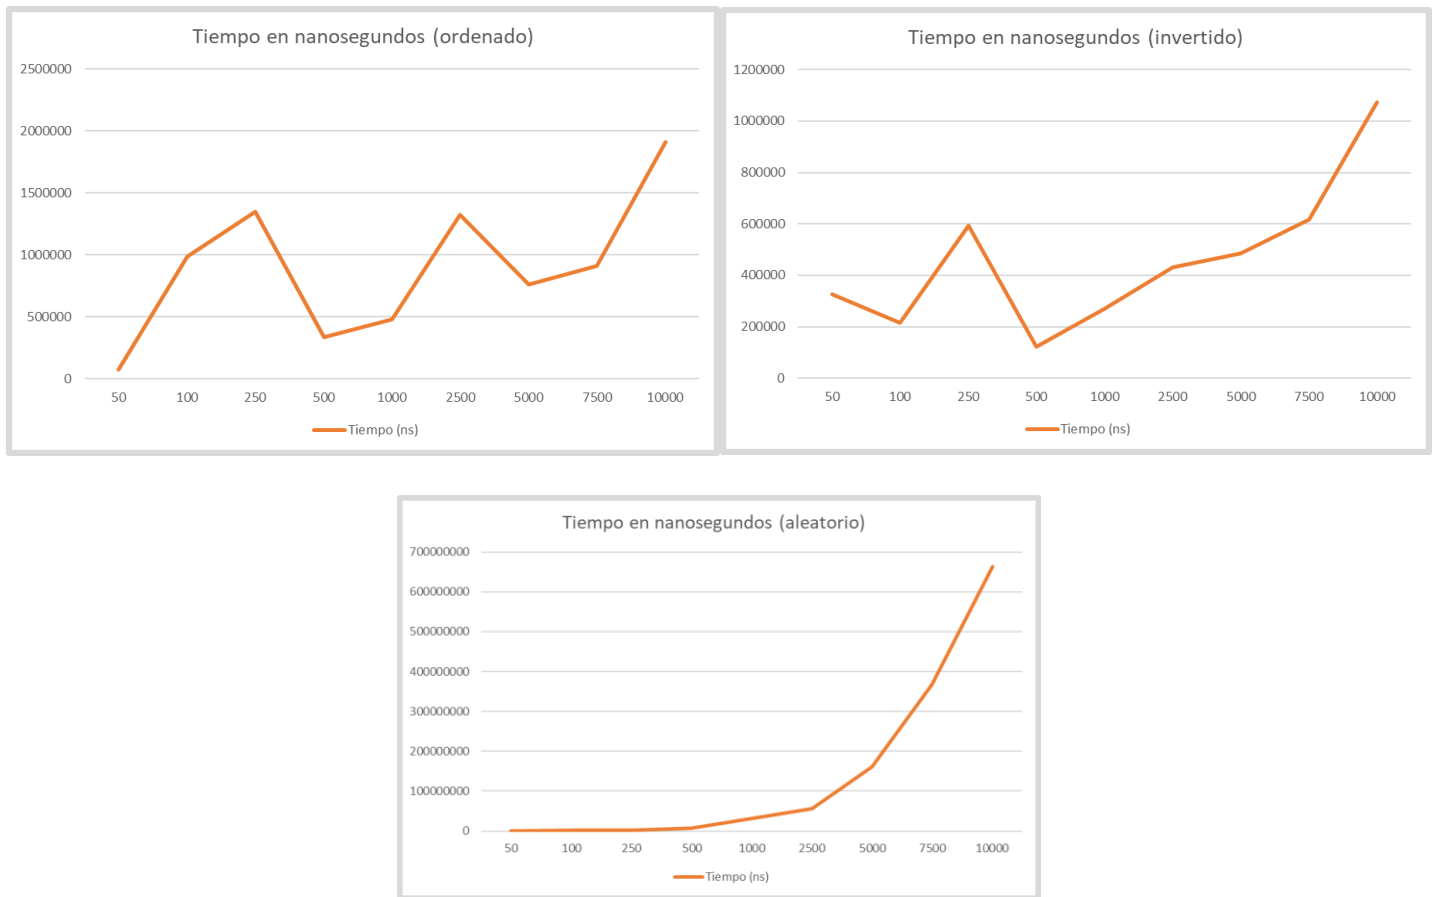 Tiempo en nanosegundos (ordenado)
2500000
2000000
1500000
1000000
500000
0
50 100 250 500 1000 2500 5000 7500 10000
Tiempo (ns)
Tiempo en nanosegundos (invertido)
1200000
1000000
800000
600000
400000
200000
0
50 100 250 500 1000 2500 5000 7500 10000
Tiempo (ns)
Tiempo en nanosegundos (aleatorio)
700000000
600000000
500000000
400000000
300000000
200000000
100000000
0
50 100 250 500 1000 2500 5000 7500 10000
Tiempo (ns)